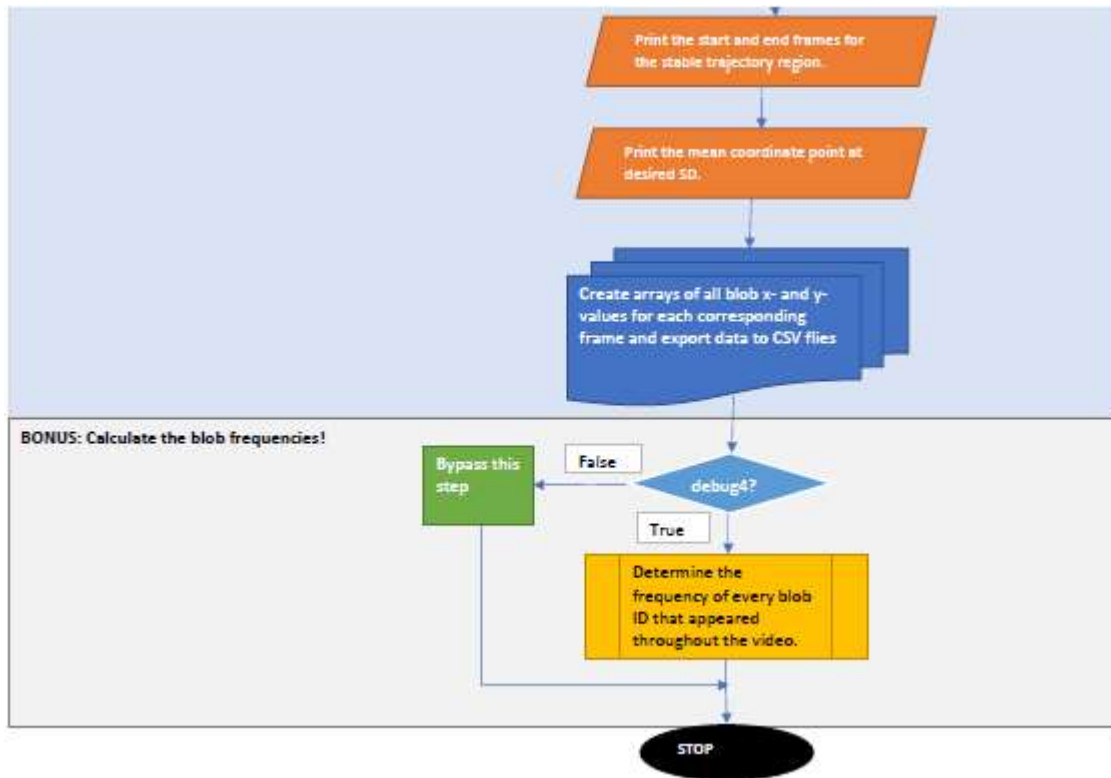 Print the start and end frames for
the stable trajectory region.
Print the mean coordinate point at
desired SD.
Create arrays of all blob x- and y-
values for each corresponding
frame and export data to CSV flies
BONUS: Calculate the blob frequencies!
Bypass this
step
False
debug4?
True
Determine the
frequency of every blob
ID that appeared
throughout the video.
STOP